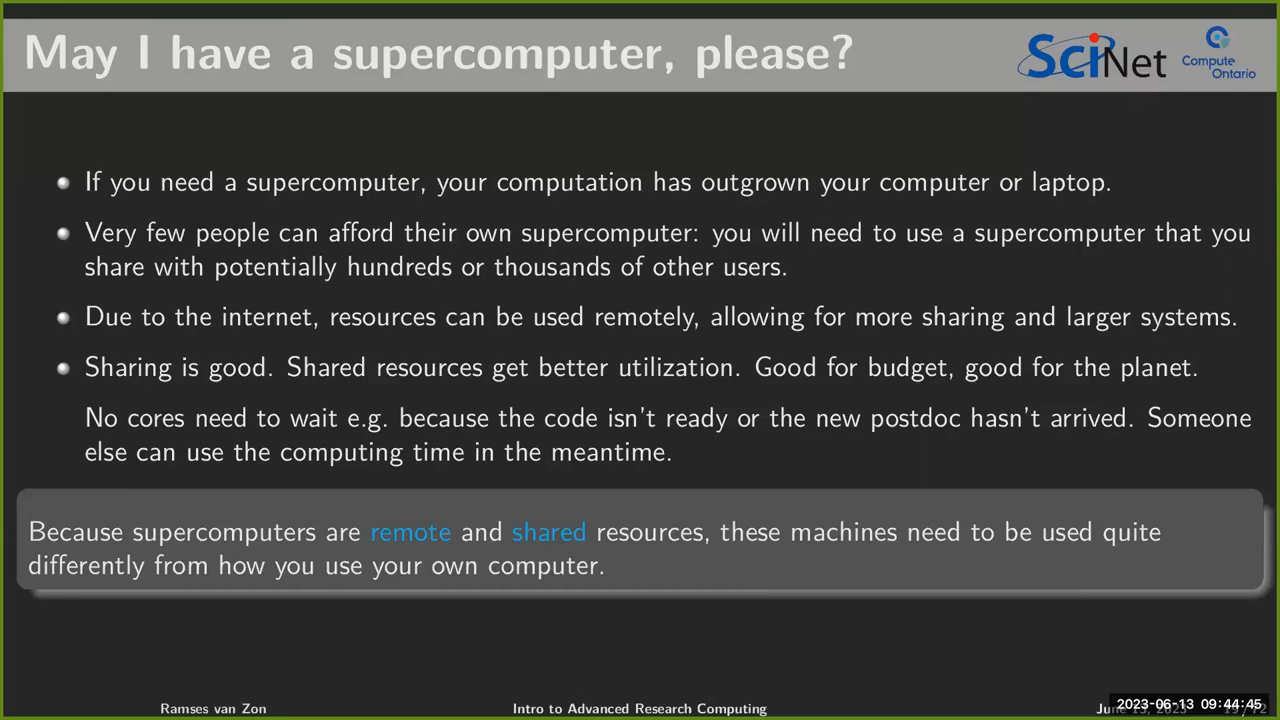 May I have a supercomputer, please?
SciNet
Compute
Ontario
If you need a supercomputer, your computation has outgrown your computer or laptop.
Very few people can afford their own supercomputer: you will need to use a supercomputer that you
share with potentially hundreds or thousands of other users.
Due to the internet, resources can be used remotely, allowing for more sharing and larger systems.
Sharing is good. Shared resources get better utilization. Good for budget, good for the planet.
No cores need to wait e.g. because the code isn't ready or the new postdoc hasn't arrived. Someone
else can use the computing time in the meantime.
Because supercomputers are remote and shared resources, these machines need to be used quite
differently from how you use your own computer.
Ramses van Zon
Intro to Advanced Research Computing
2023-06-13 09:44:45